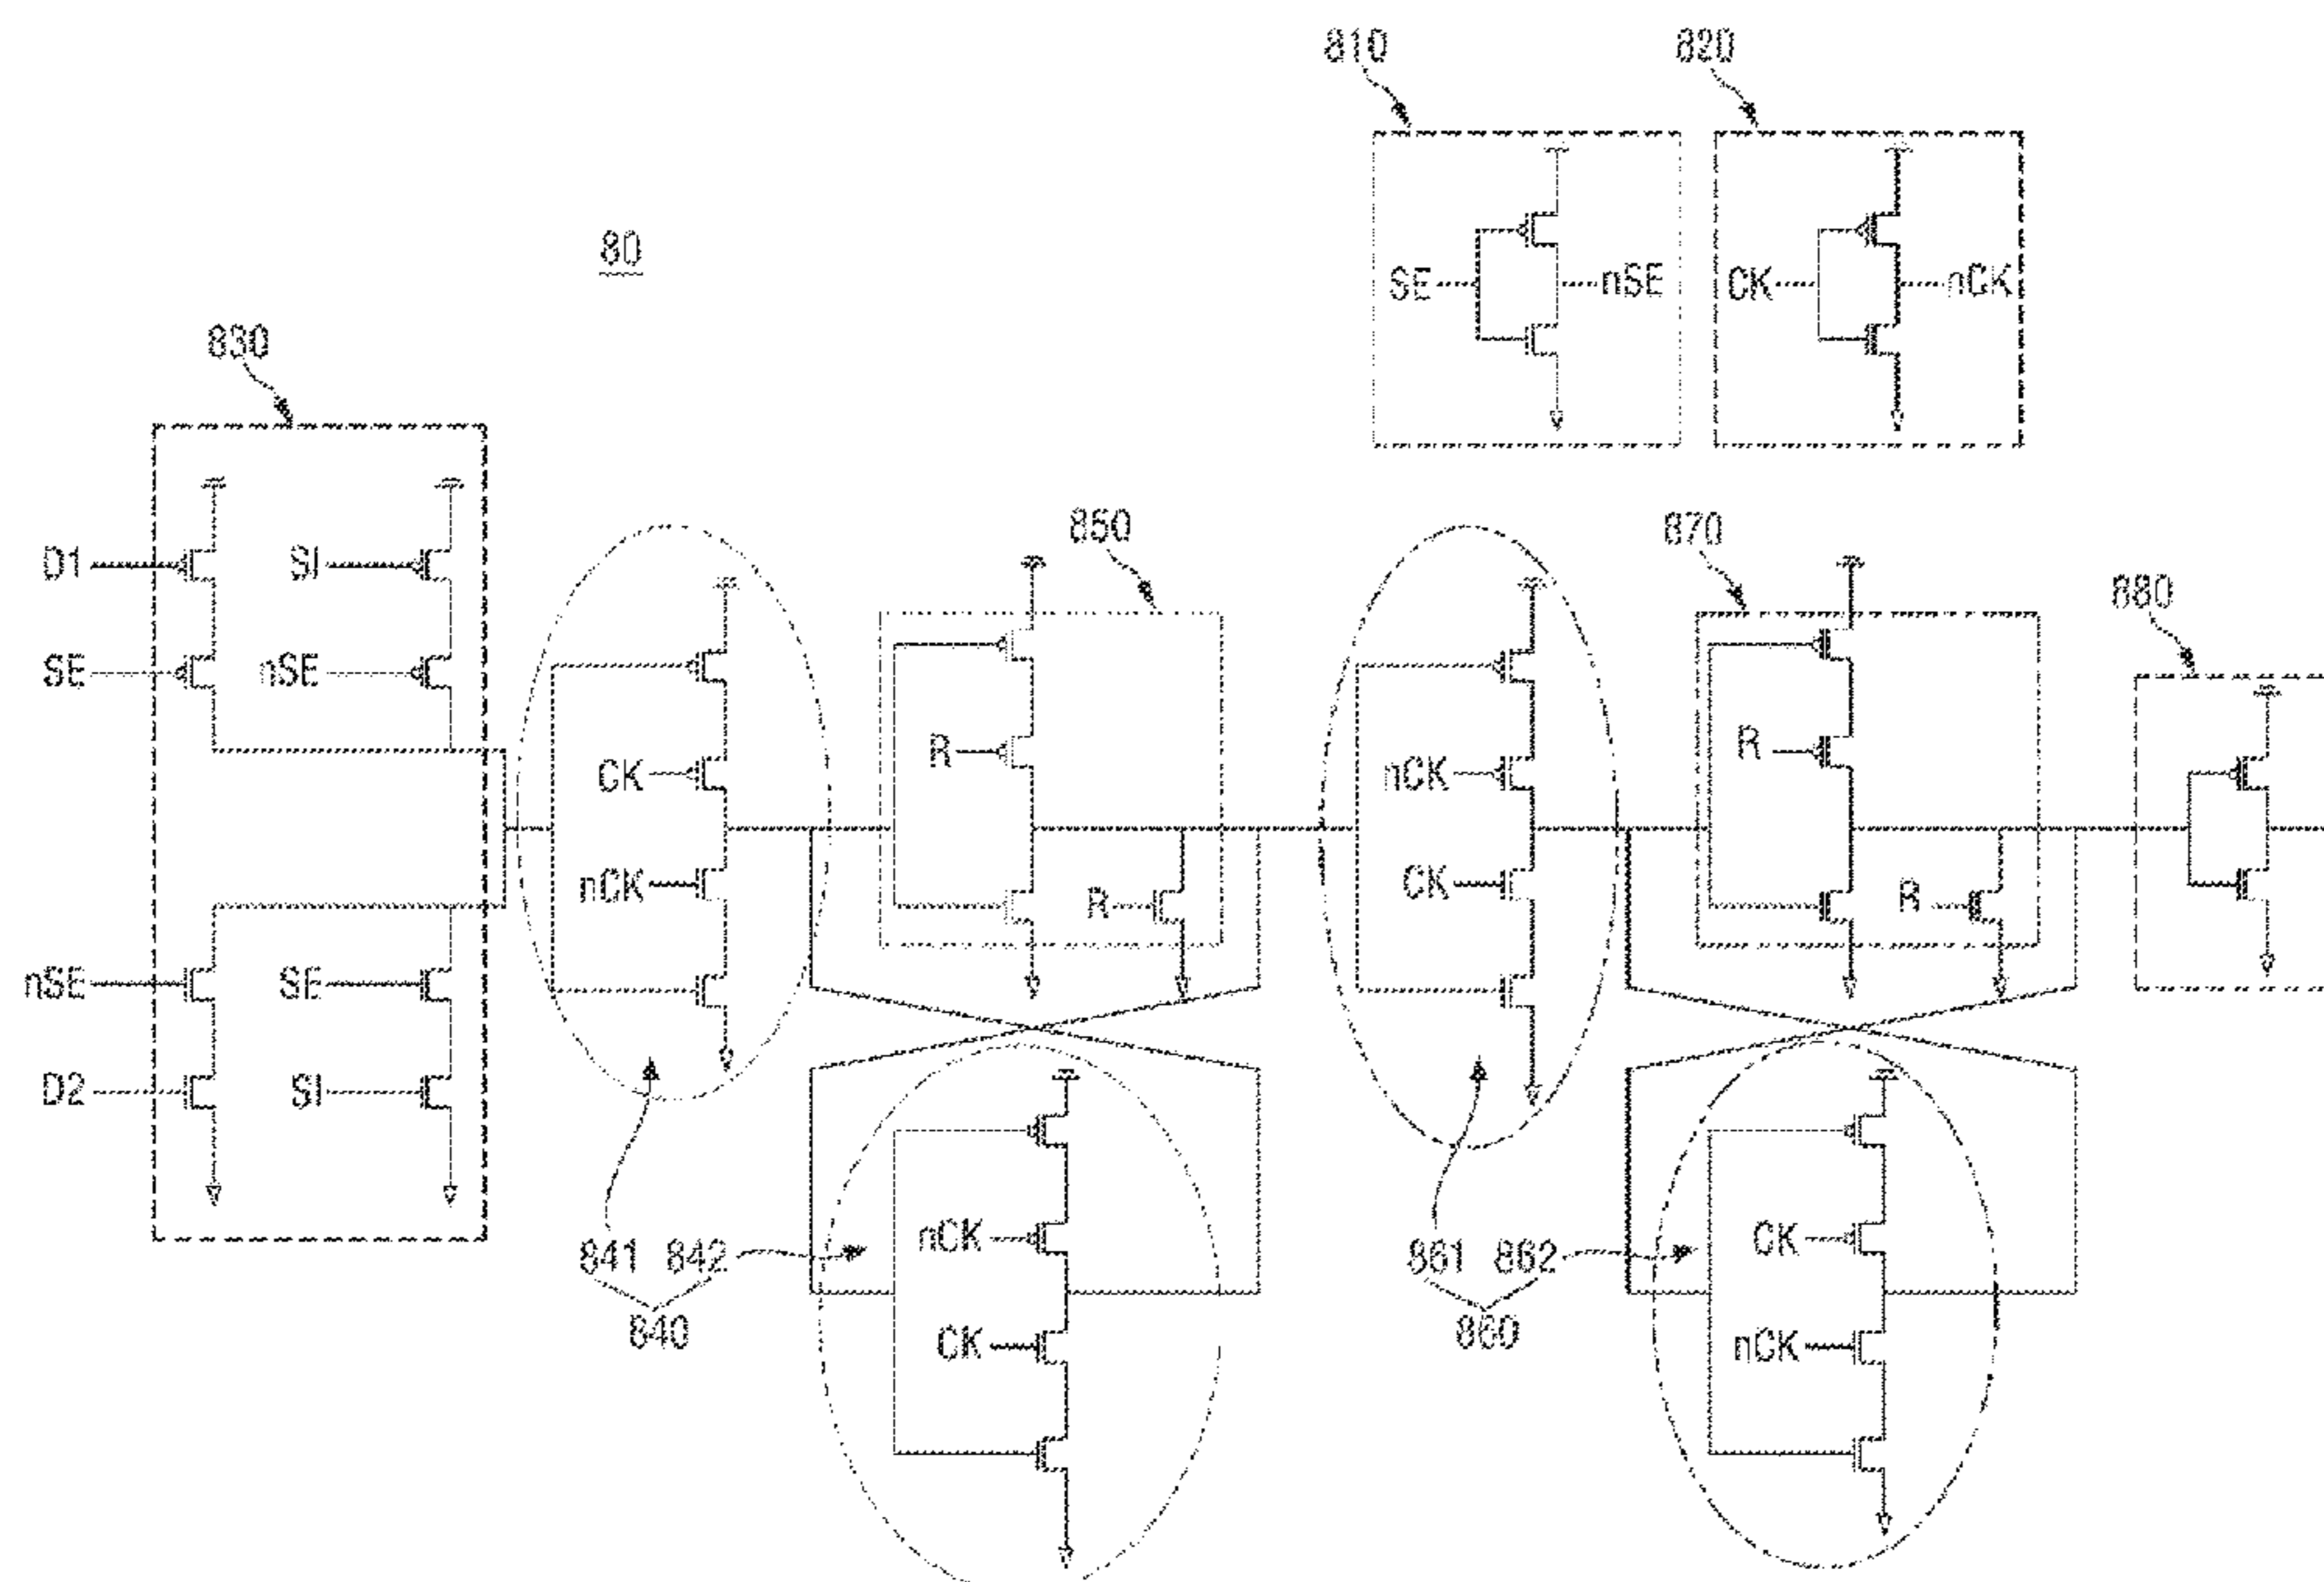 810 820
80
SE nSE CK nCK
830
850 870
D1 SI
880
SE nSE
R R
CK nCK
nCK CK
R R
nSE SE
D2 SI
nCK CK
841 842 861 862
840 860
CK nCK